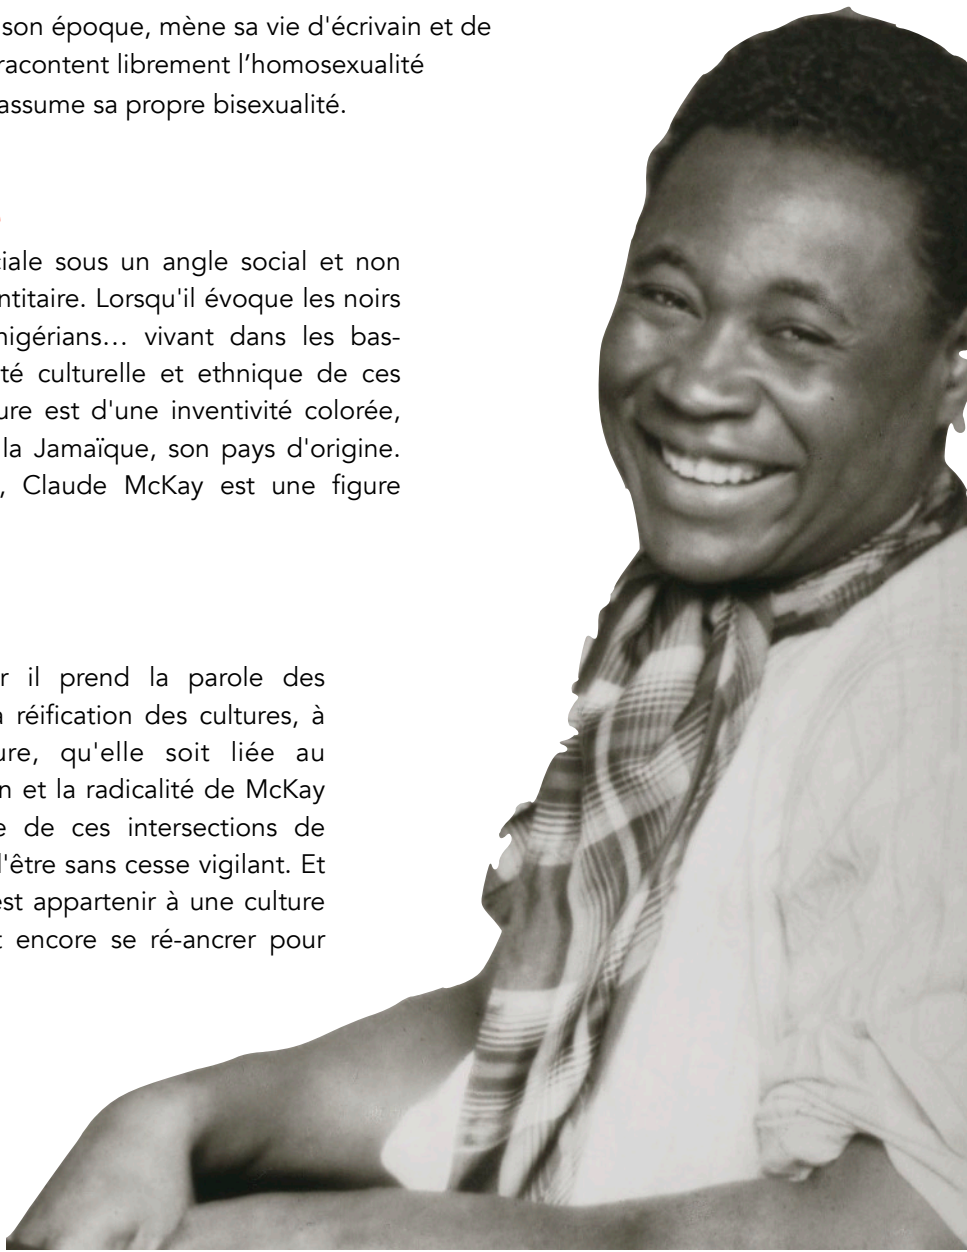 son époque, mène sa vie d'écrivain et de
racontent librement l’homosexualité
assume sa propre bisexualité.
ciale sous un angle social et non
ntitaire. Lorsqu'il évoque les noirs
nigérians… vivant dans les bas-
té culturelle et ethnique de ces
ure est d'une inventivité colorée,
la Jamaïque, son pays d'origine.
, Claude McKay est une figure
r il prend la parole des
a réification des cultures, à
ure, qu'elle soit liée au
n et la radicalité de McKay
e de ces intersections de
d'être sans cesse vigilant. Et
est appartenir à une culture
t encore se ré-ancrer pour